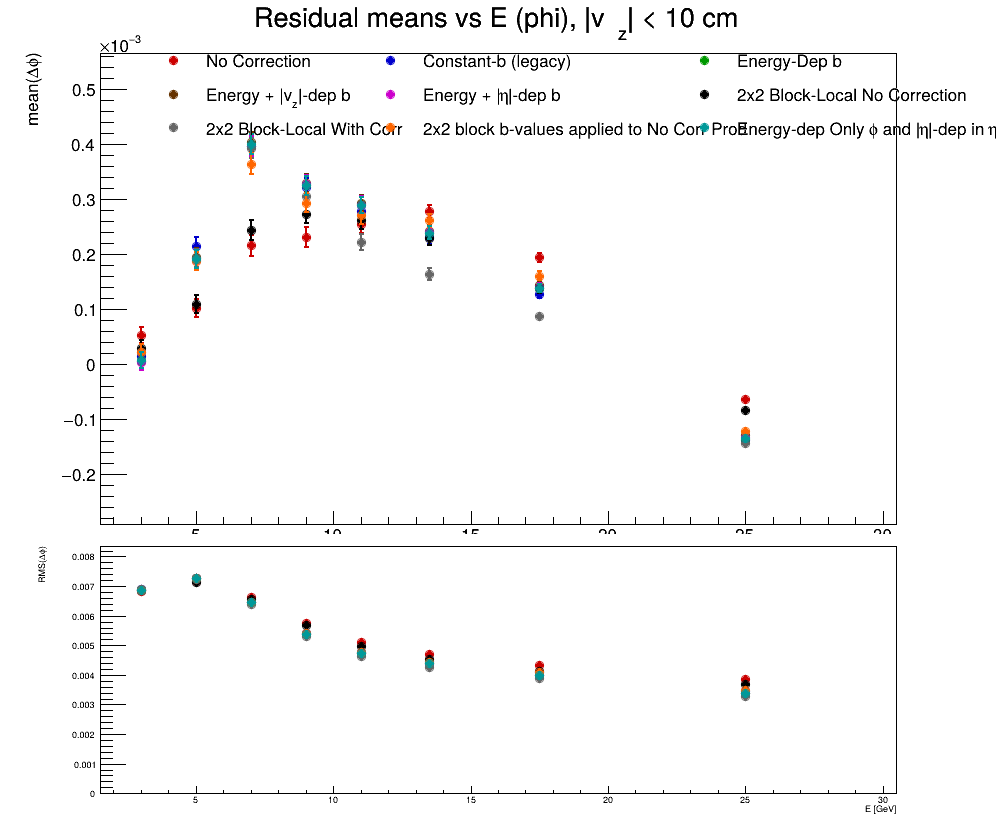 Residual means vs E (phi), |v_z| < 10 cm
×10⁻³
mean(Δϕ)
No Correction
Constant-b (legacy)
Energy-Dep b
Energy + |v_z|-dep b
Energy + |η|-dep b
2x2 Block-Local No Correction
2x2 Block-Local With Corr
2x2 block b-values applied to No Corr Prod
Energy-dep Only ϕ and |η|-dep in η
0.5
0.4
0.3
0.2
0.1
0
−0.1
−0.2
5 10 15 20 25 30
RMS(Δϕ)
0.008
0.007
0.006
0.005
0.004
0.003
0.002
0.001
0
5 10 15 20 25 30
E [GeV]